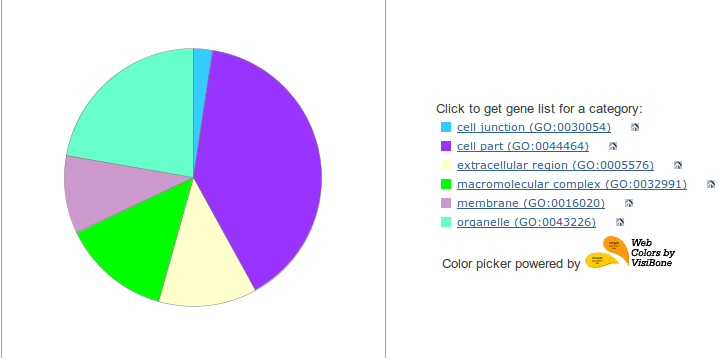 Click to get gene list for a category:
cell junction (GO:0030054)
cell part (GO:0044464)
extracellular region (GO:0005576)
macromolecular complex (GO:0032991)
membrane (GO:0016020)
organelle (GO:0043226)
Color picker powered by
Web
Colors by
VisiBone